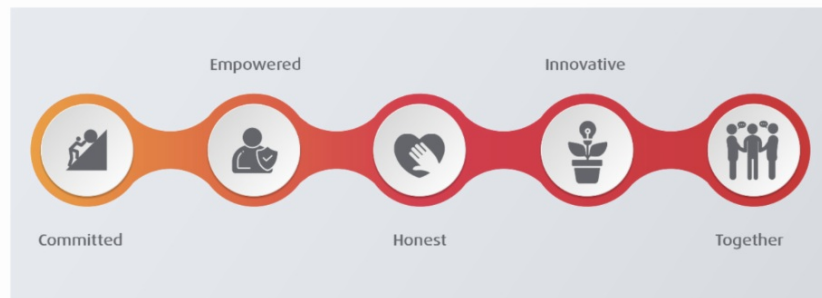 Empowered
Innovative
Committed
Honest
Together